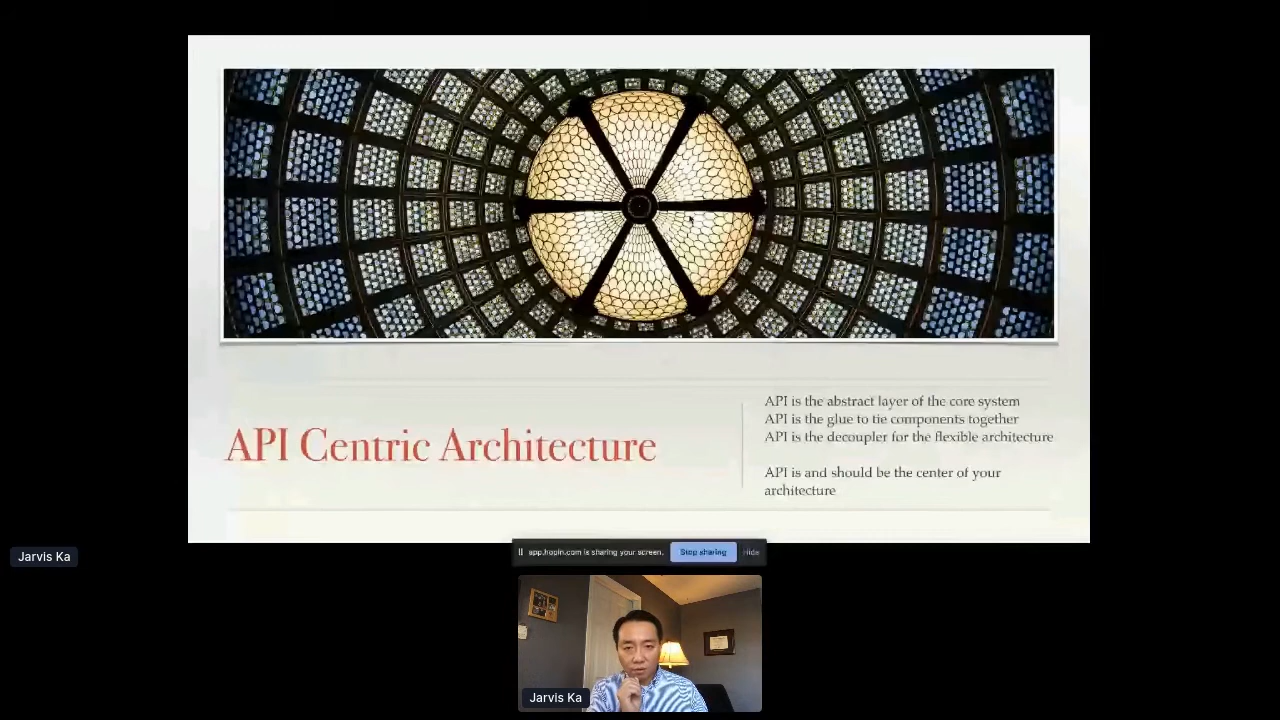 API Centric Architecture
API is the abstract layer of the core system
API is the glue to tie components together
API is the decoupler for the flexible architecture
API is and should be the center of your
architecture
Jarvis Ka
app.hopin.com is sharing your screen.
Stop sharing
Hide
Jarvis Ka